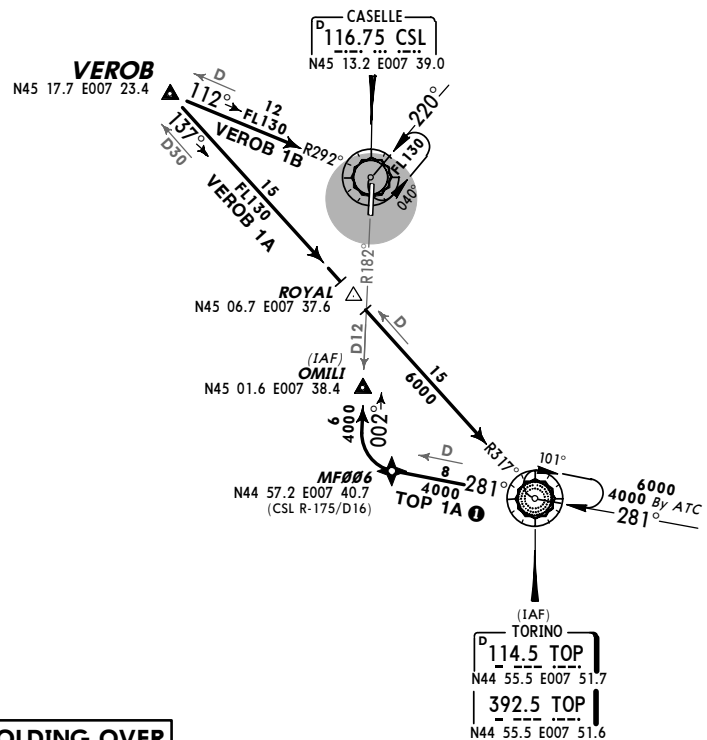 CASELLE
D 116.75 CSL
N45 13.2 E007 39.0
VEROB
N45 17.7 E007 23.4
D
112°
12
FL130
VEROB 1B
R292°
220°
FL130
040°
137°
D30
15
FL130
VEROB 1A
R182°
ROYAL
N45 06.7 E007 37.6
D
D12
15
6000
(IAF)
OMILI
N45 01.6 E007 38.4
6
4000
002°
R317°
MFØØ6
N44 57.2 E007 40.7
(CSL R-175/D16)
D
8
4000
281°
TOP 1A 1
101°
6000
4000 By ATC
281°
(IAF)
TORINO
D 114.5 TOP
N44 55.5 E007 51.7
392.5 TOP
N44 55.5 E007 51.6
OLDING OVER